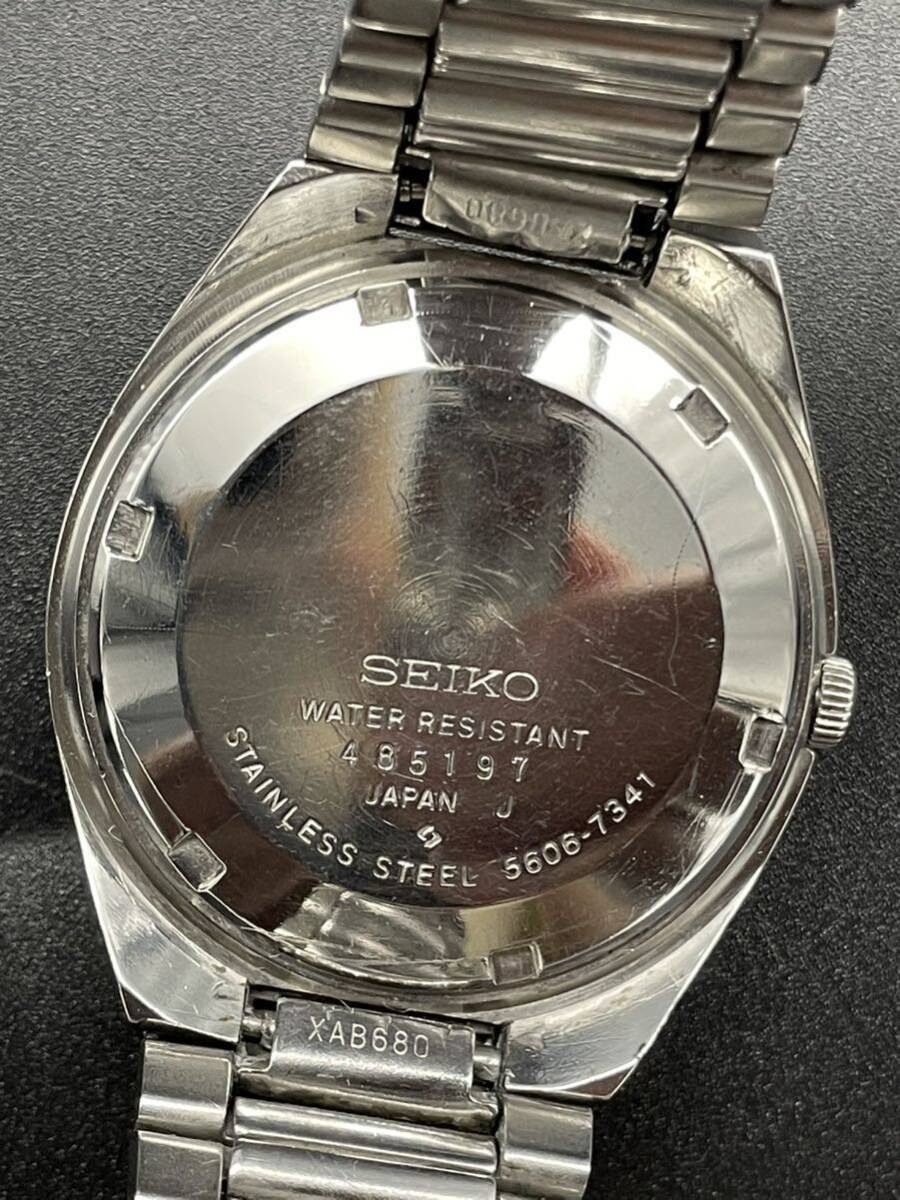 SEIKO
WATER RESISTANT
485197
JAPAN J
STAINLESS STEEL 5606-7341
XAB680